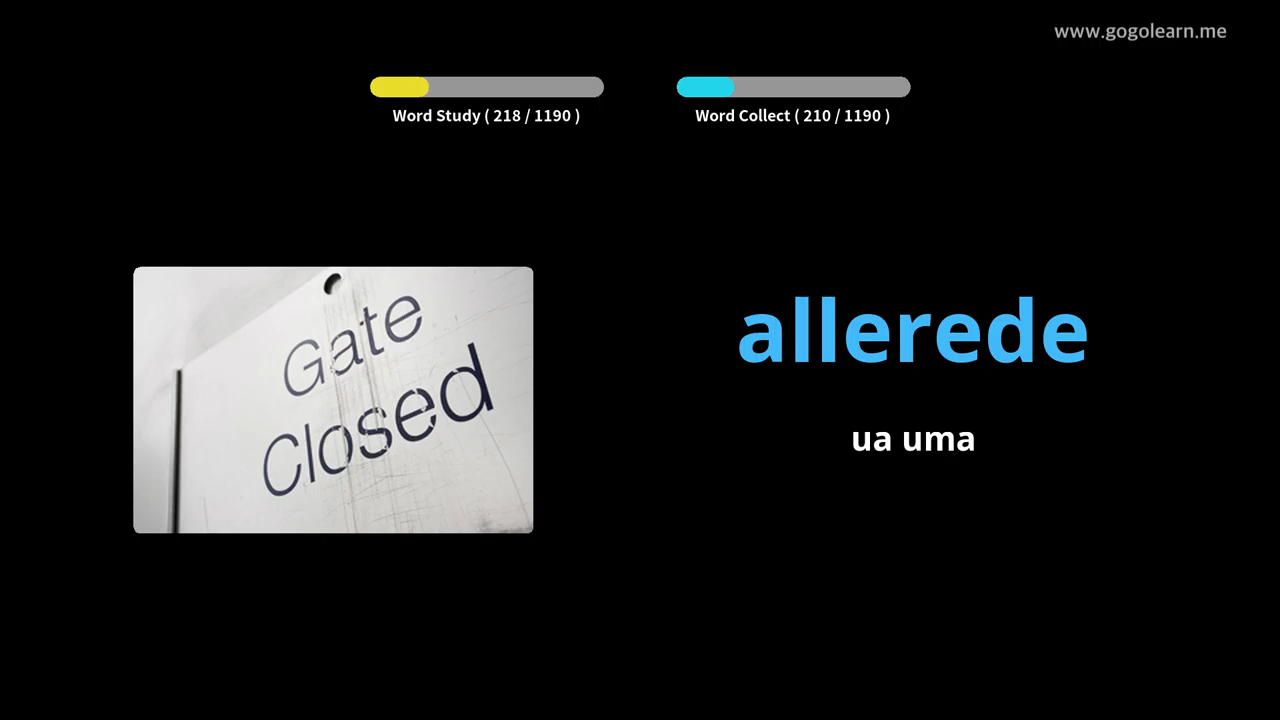 www.gogolearn.me
Word Study ( 218 / 1190 )
Word Collect ( 210 / 1190 )
Gate
Closed
allerede
ua uma